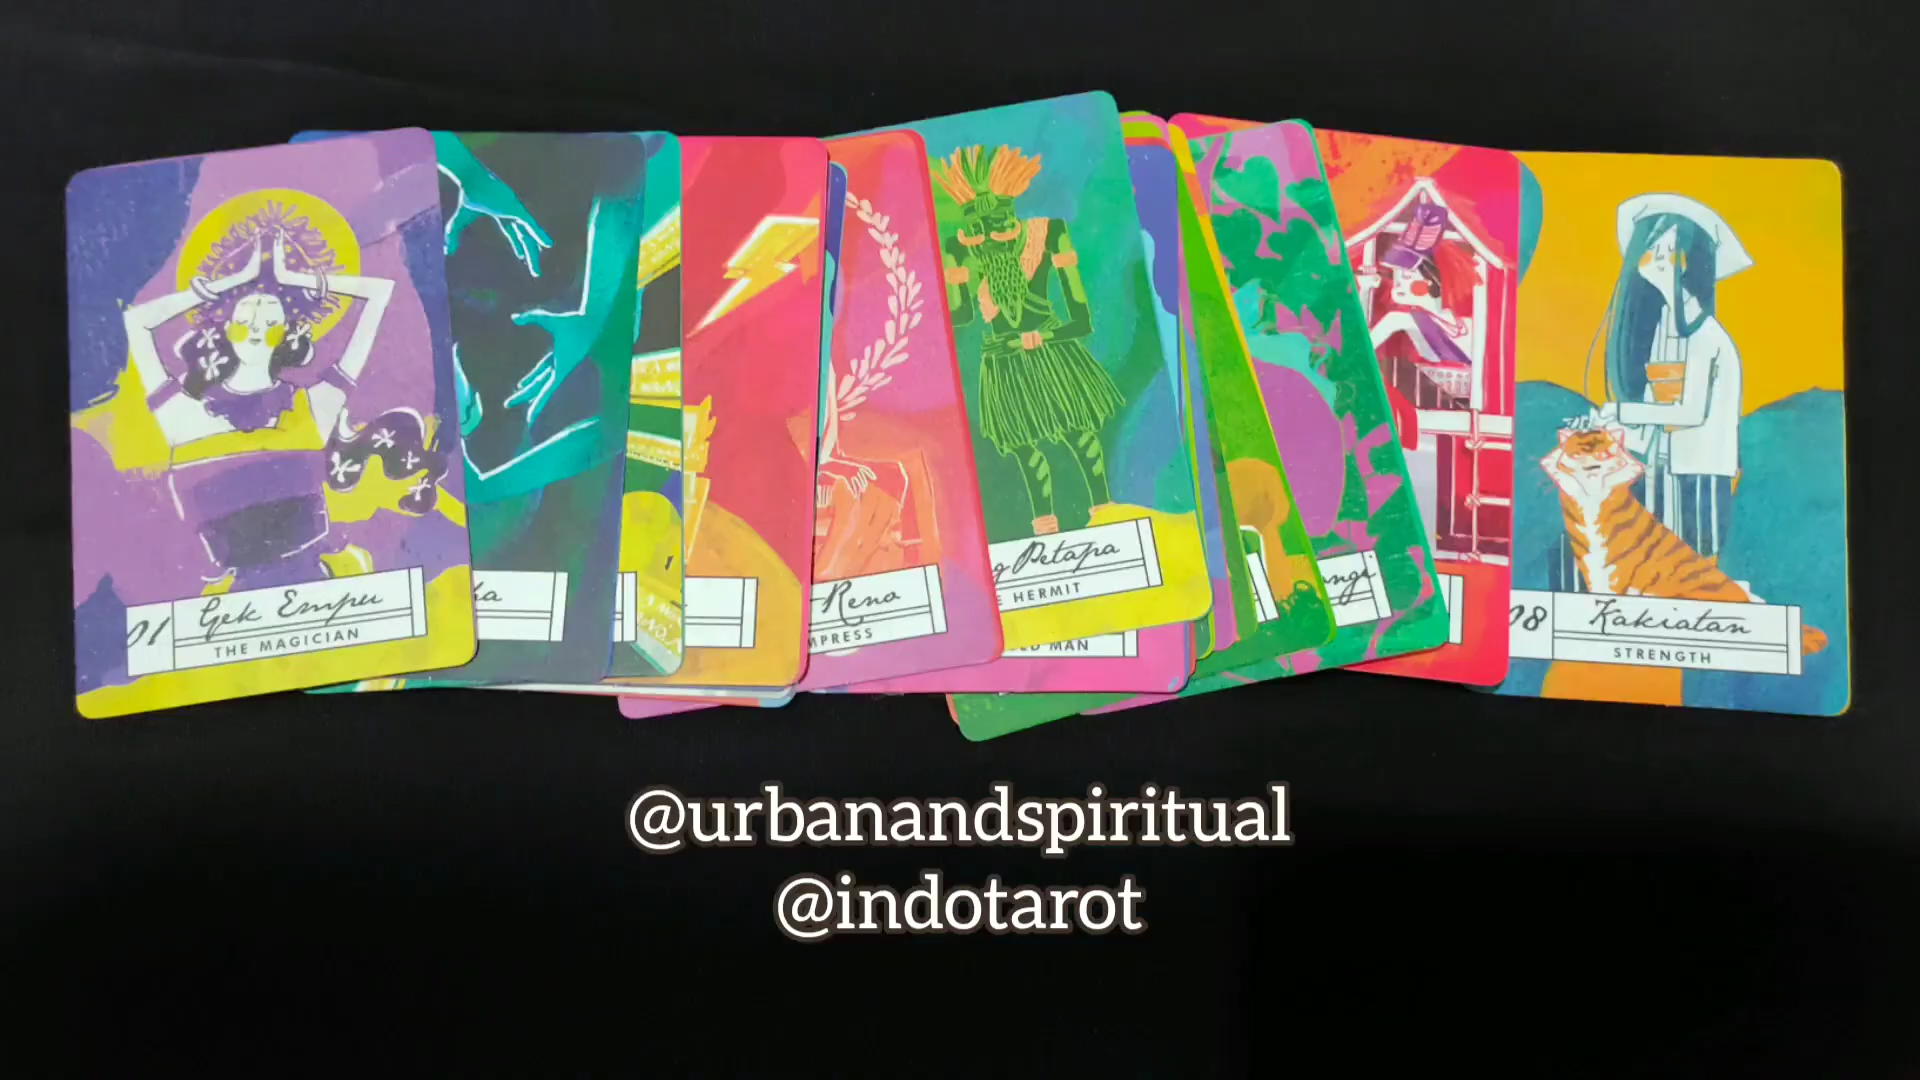 01 Gek Empu
THE MAGICIAN
Rena
MPRESS
g Petapa
E HERMIT
MAN
08 Kakiatan
STRENGTH
@urbanandspiritual
@indotarot